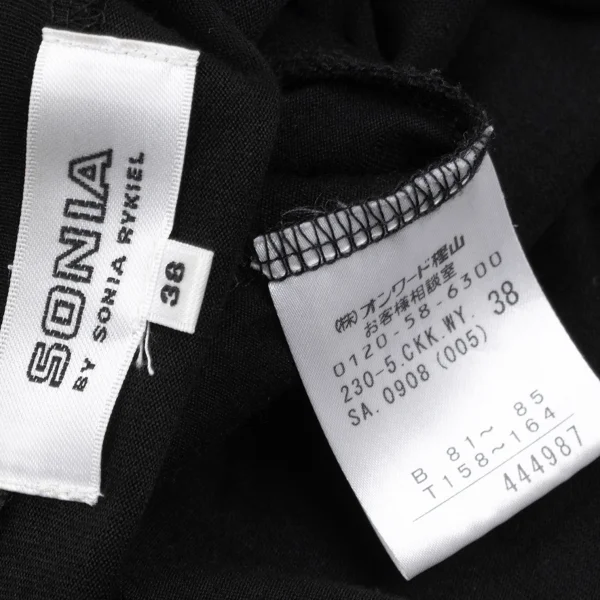 SONIA
BY SONIA RYKIEL
38
(株)オンワード樫山
お客様相談室
0120-58-6300
230-5.CKK.WY. 38
SA.0908 (005)
B 81～ 85
T158～164
444987